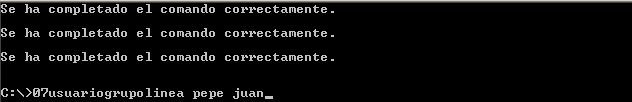 Se ha completado el comando correctamente.
Se ha completado el comando correctamente.
Se ha completado el comando correctamente.
C:\>07usuariogrupolinea pepe juan_